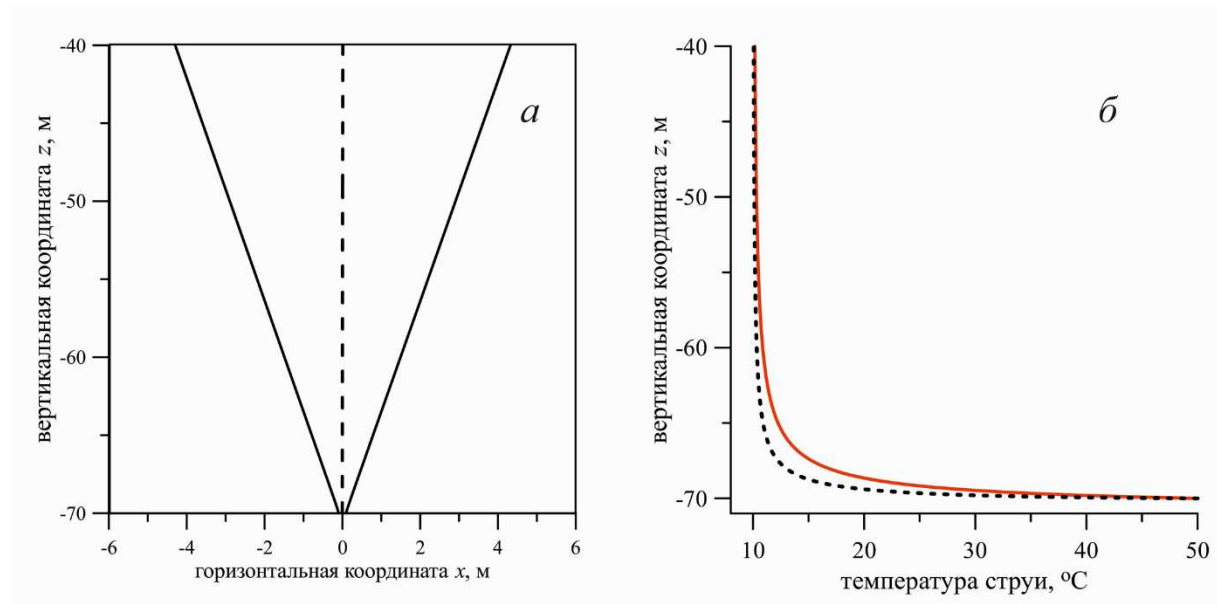 -40
-50
-60
-70
вертикальная координата z, м
а
-6 -4 -2 0 2 4 6
горизонтальная координата x, м
-40
-50
-60
-70
вертикальная координата z, м
б
10 20 30 40 50
температура струи, °C